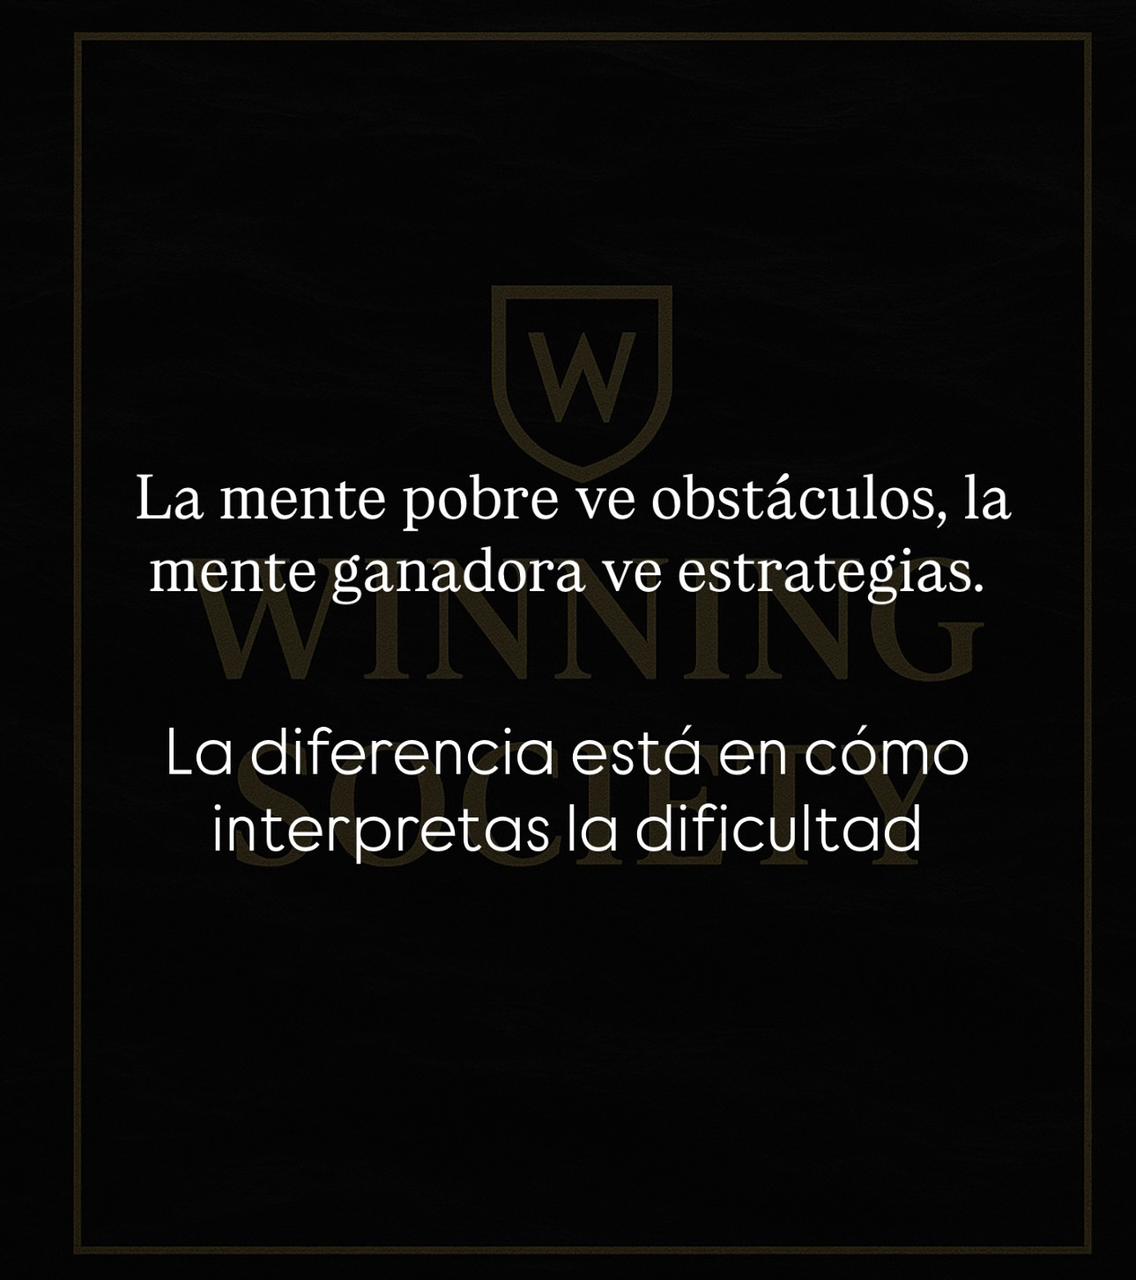 W
La mente pobre ve obstáculos, la
mente ganadora ve estrategias.
WINNING
La diferencia está en cómo
interpretas la dificultad
SOCIETY